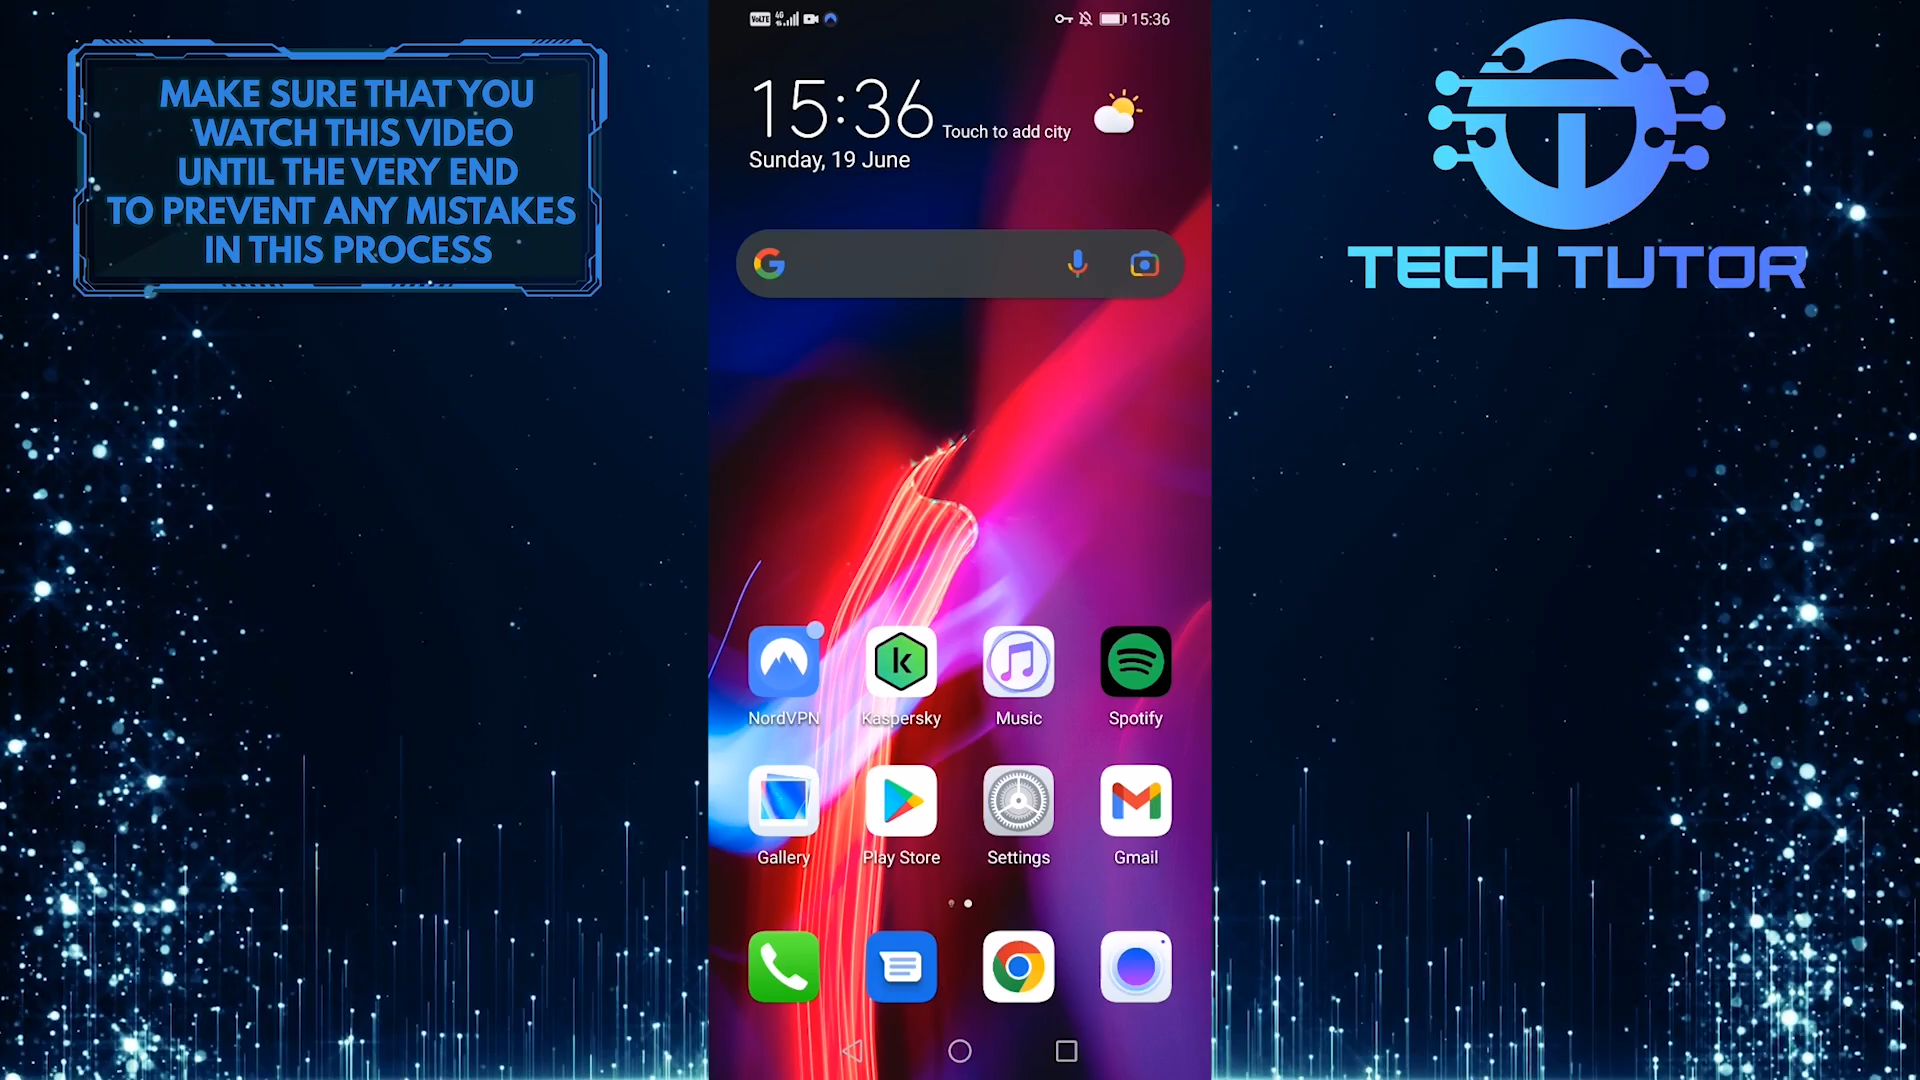 MAKE SURE THAT YOU
WATCH THIS VIDEO
UNTIL THE VERY END
TO PREVENT ANY MISTAKES
IN THIS PROCESS
VoLTE 4G 15:36
15:36 Touch to add city
Sunday, 19 June
TECH TUTOR
NordVPN Kaspersky Music Spotify
Gallery Play Store Settings Gmail